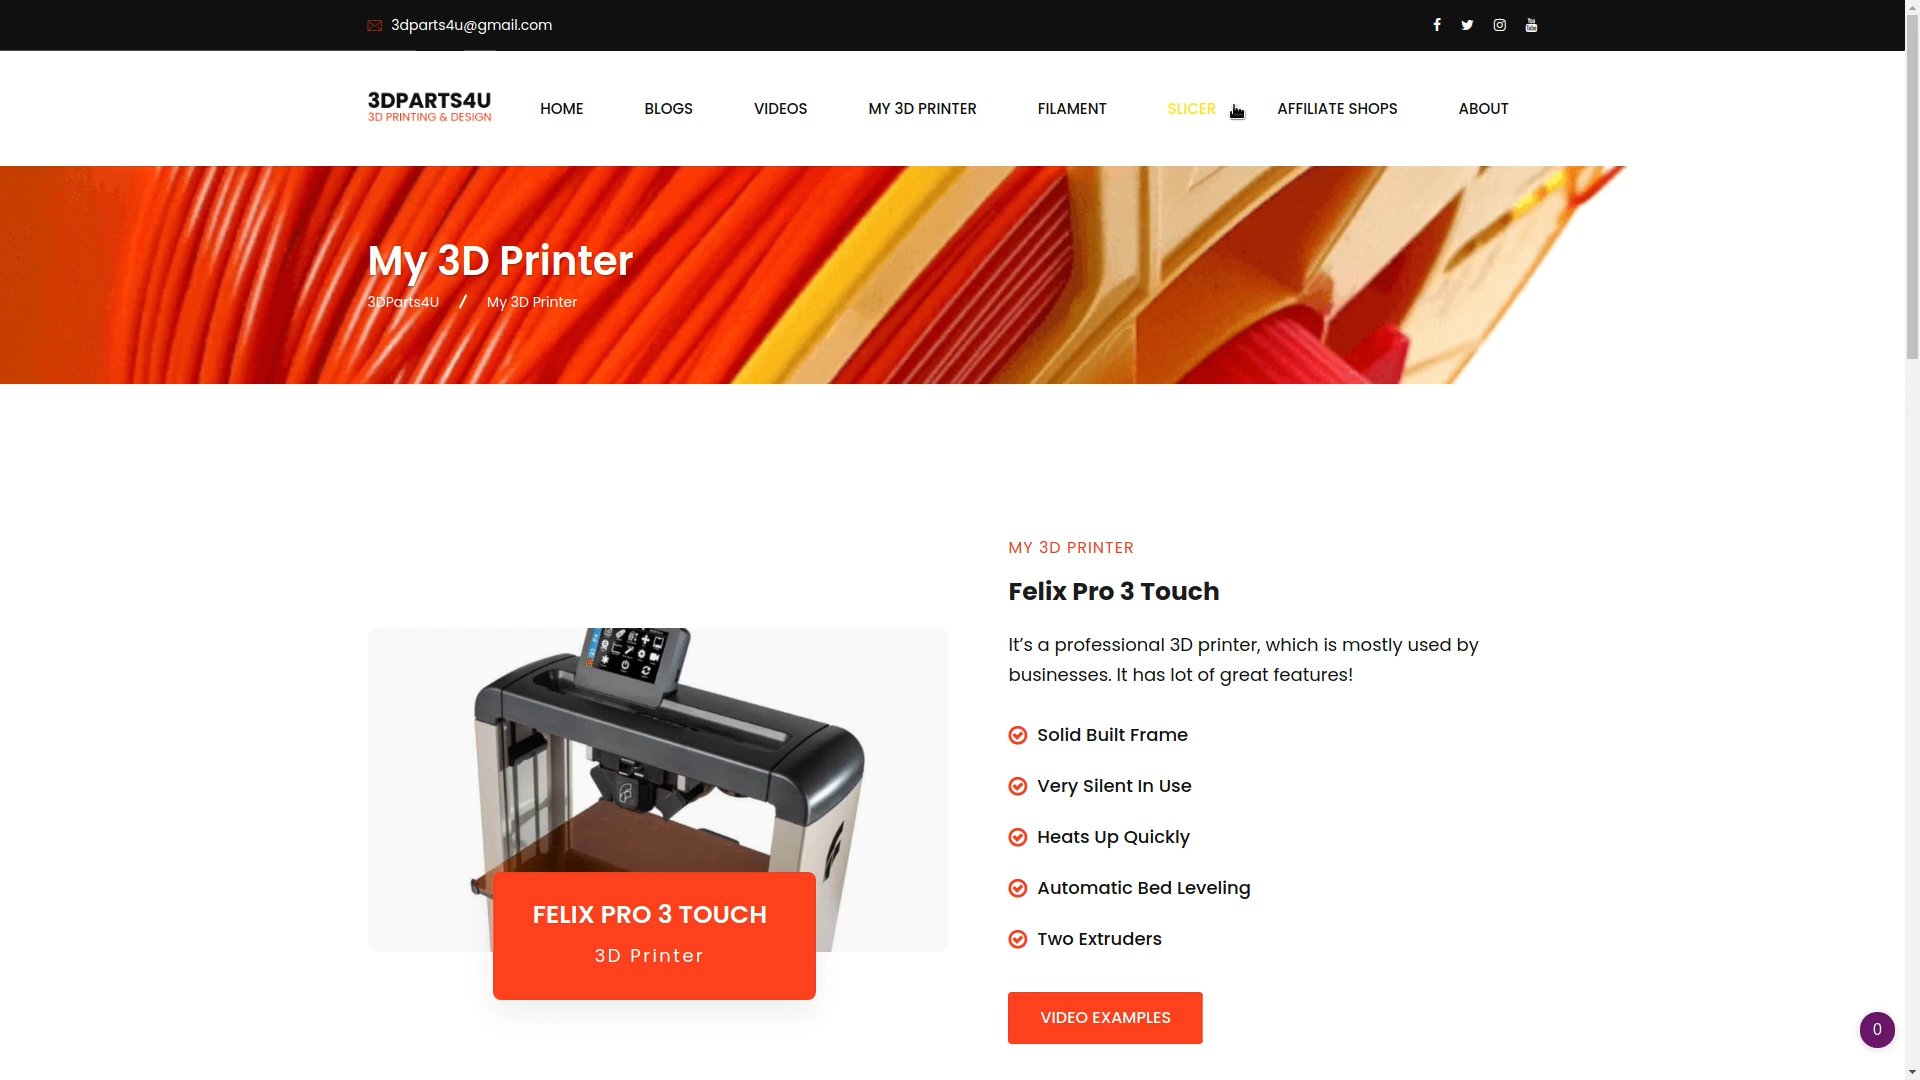 3dparts4u@gmail.com
3DPARTS4U
3D PRINTING & DESIGN
HOME
BLOGS
VIDEOS
MY 3D PRINTER
FILAMENT
SLICER
AFFILIATE SHOPS
ABOUT
My 3D Printer
3DParts4U / My 3D Printer
MY 3D PRINTER
Felix Pro 3 Touch
It’s a professional 3D printer, which is mostly used by
businesses. It has lot of great features!
Solid Built Frame
Very Silent In Use
Heats Up Quickly
Automatic Bed Leveling
Two Extruders
FELIX PRO 3 TOUCH
3D Printer
VIDEO EXAMPLES
0